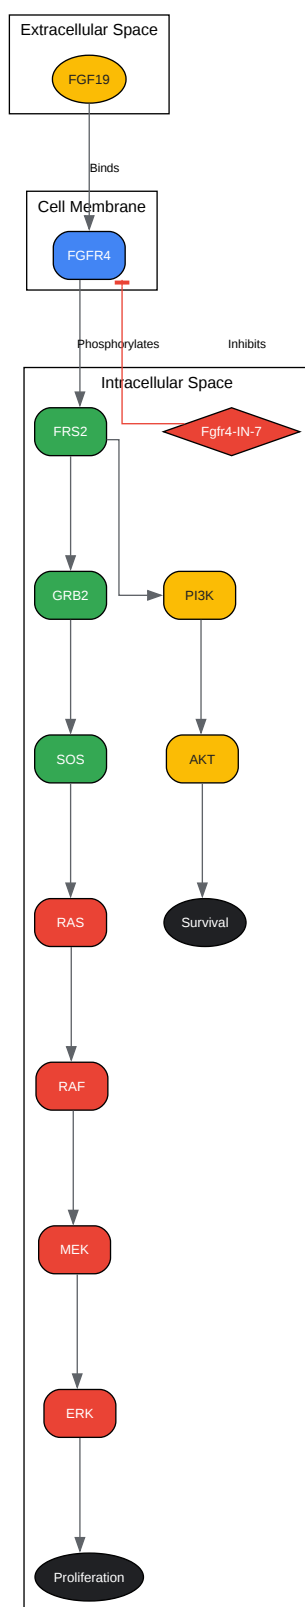 Extracellular Space
FGF19
Binds
Cell Membrane
FGFR4
Phosphorylates
Inhibits
Intracellular Space
FRS2
Fgfr4-IN-7
GRB2
PI3K
SOS
AKT
RAS
Survival
RAF
MEK
ERK
Proliferation